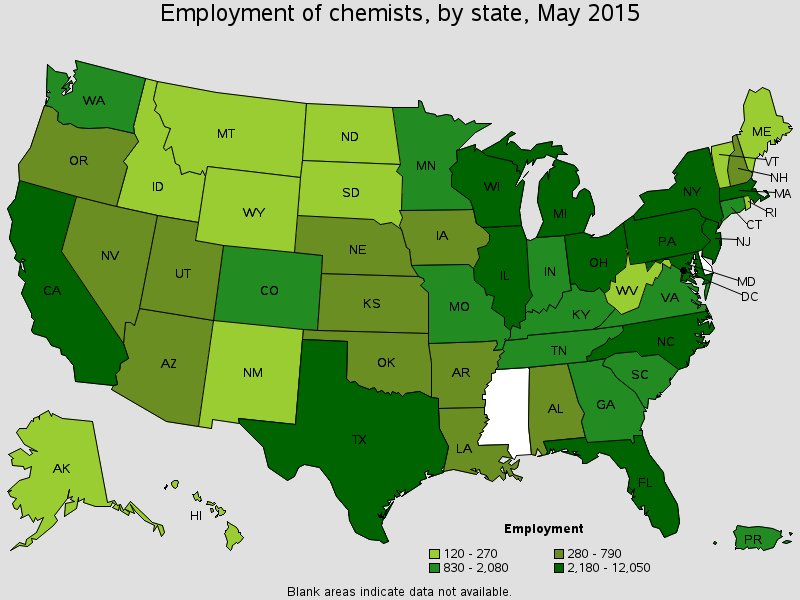 Employment of chemists, by state, May 2015
WA
MT
ND
MN
ME
OR
ID
SD
WI
VT
NH
WY
MI
NY
MA
RI
CT
NV
NE
IA
PA
NJ
UT
CO
IL
IN
OH
MD
DC
CA
KS
MO
WV
VA
KY
AZ
NM
OK
AR
TN
NC
SC
AL
GA
TX
LA
AK
FL
HI
PR
Employment
120 - 270
280 - 790
830 - 2,080
2,180 - 12,050
Blank areas indicate data not available.